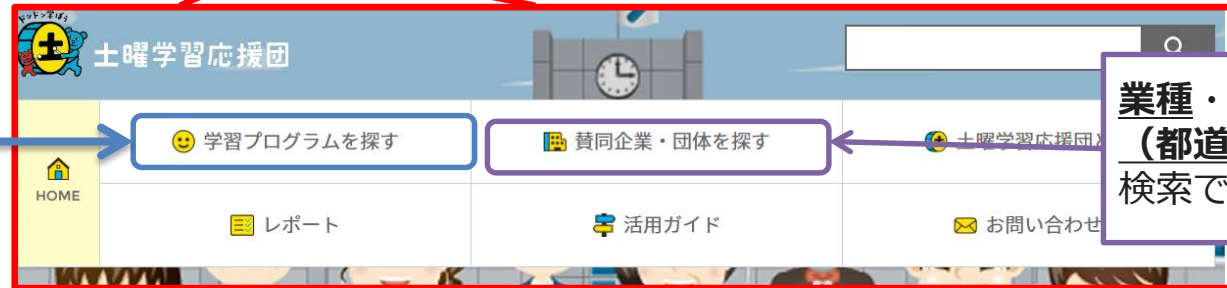 ドンドン学ぼう
土
土曜学習応援団
業種・
（都道
検索で
学習プログラムを探す
賛同企業・団体を探す
土曜学習応援団
HOME
レポート
活用ガイド
お問い合わせ